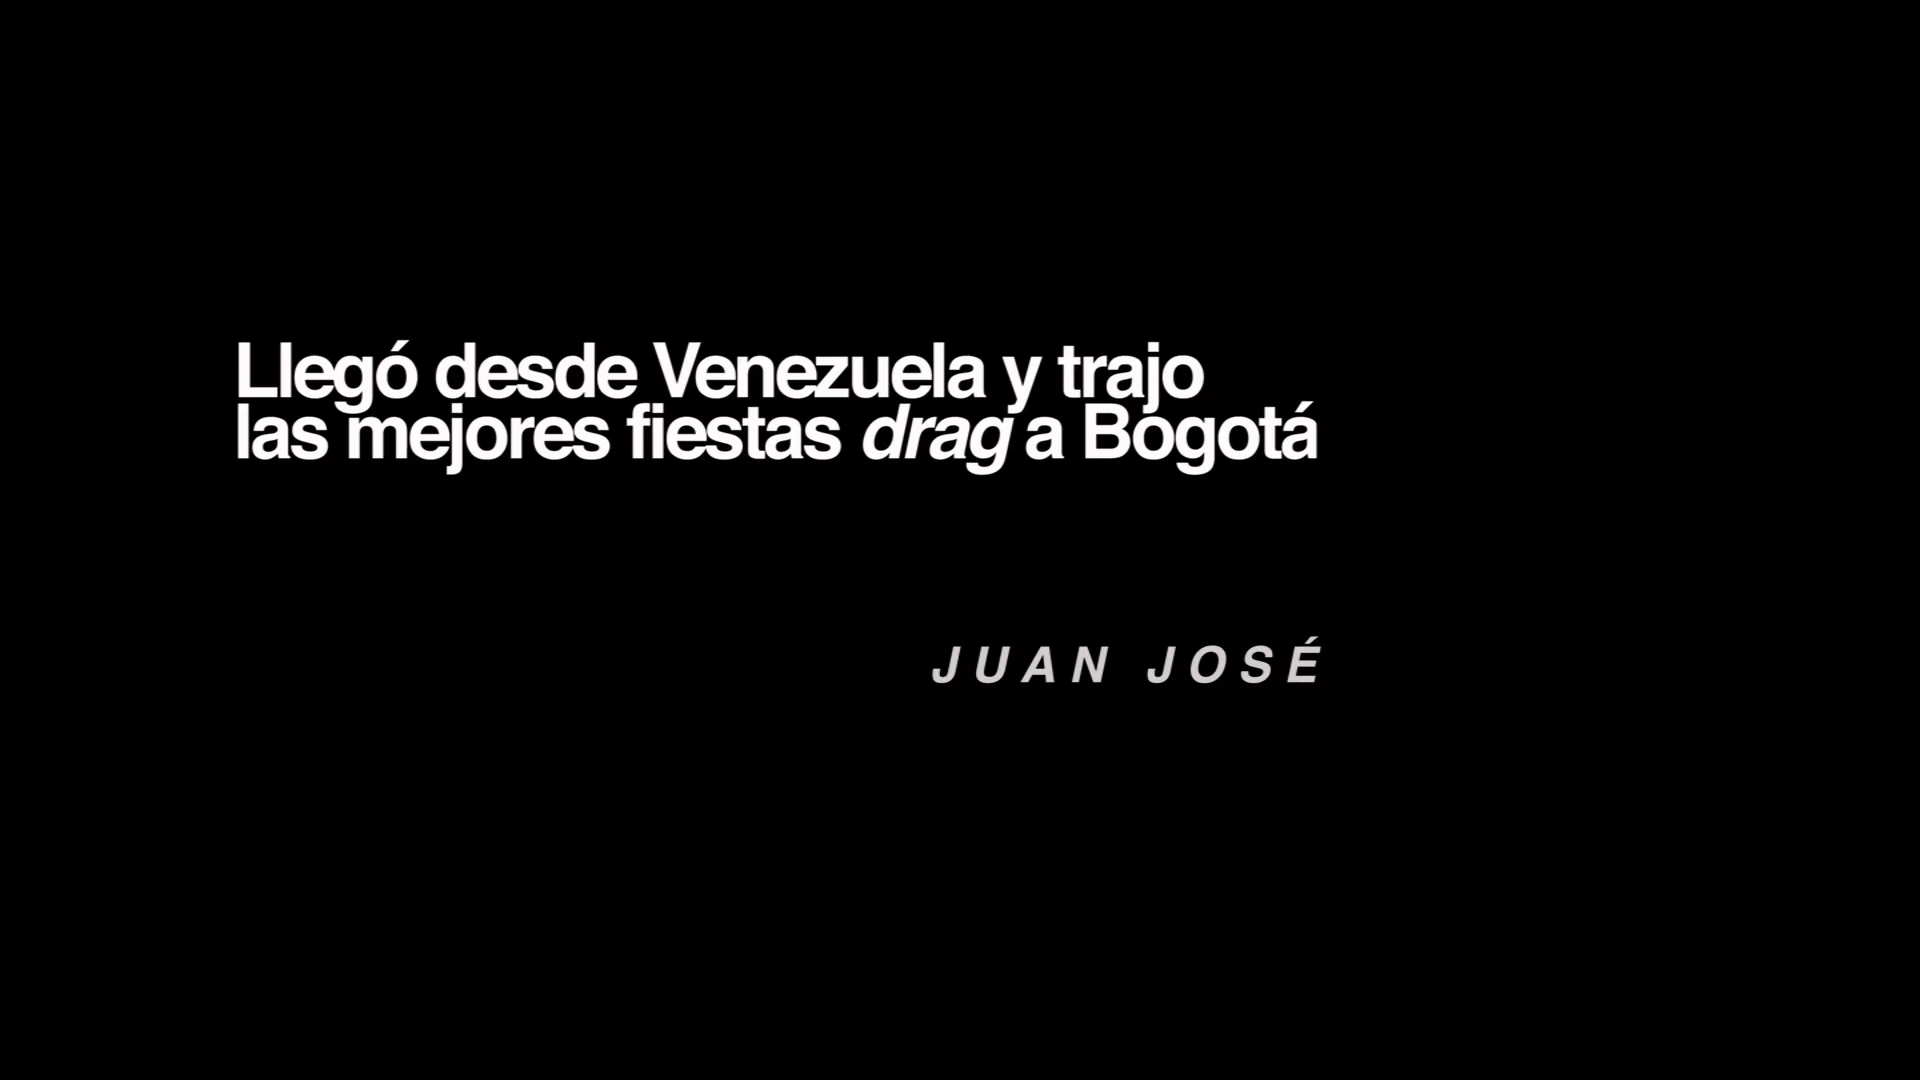 Llegó desde Venezuela y trajo
las mejores fiestas drag a Bogotá
JUAN JOSÉ